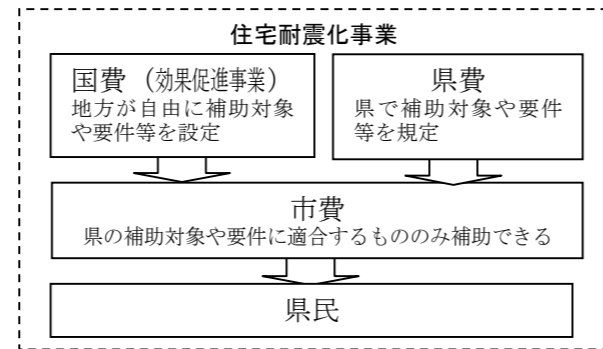 住宅耐震化事業
国費（効果促進事業）
地方が自由に補助対象
や要件等を設定
県費
県で補助対象や要件
等を規定
市費
県の補助対象や要件に適合するもののみ補助できる
県民